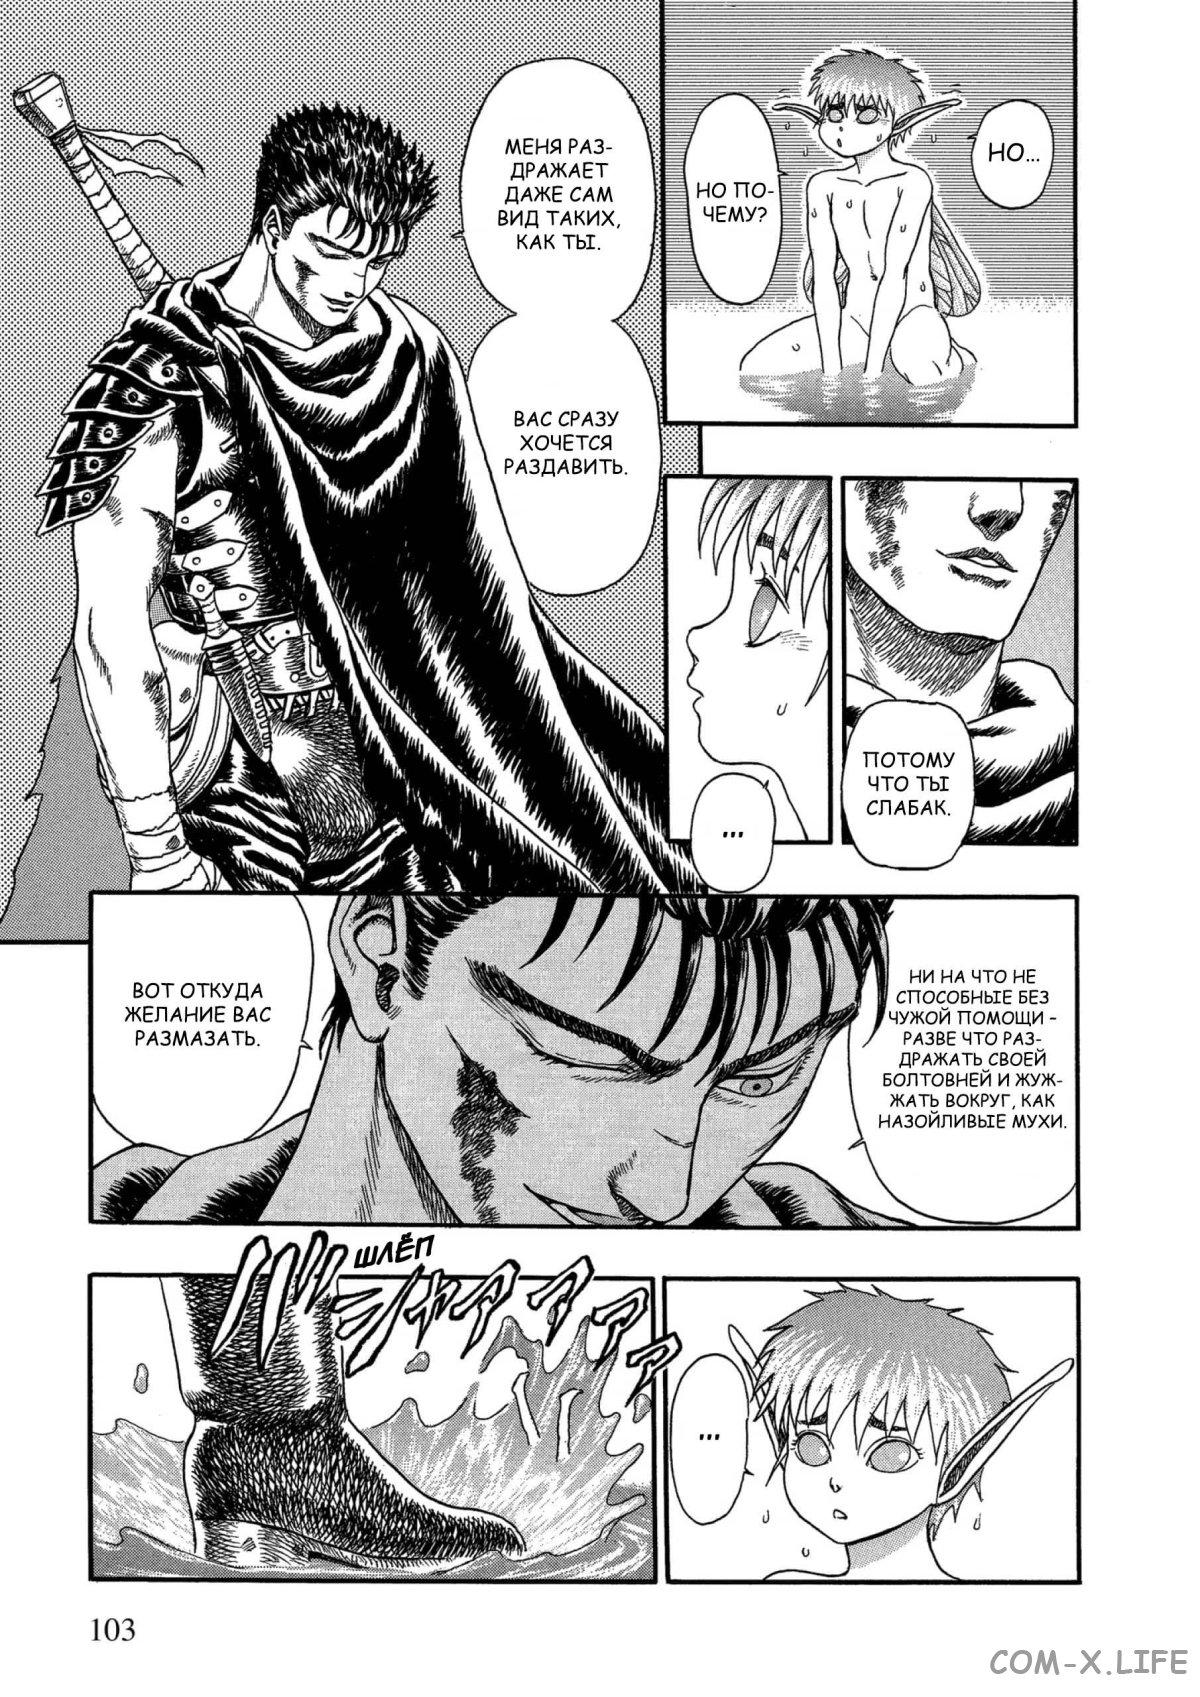 НО...
НО ПО-
ЧЕМУ?
МЕНЯ РАЗ-
ДРАЖАЕТ
ДАЖЕ САМ
ВИД ТАКИХ,
КАК ТЫ.
ВАС СРАЗУ
ХОЧЕТСЯ
РАЗДАВИТЬ.
ПОТОМУ
ЧТО ТЫ
СЛАБАК.
...
НИ НА ЧТО НЕ
СПОСОБНЫЕ БЕЗ
ЧУЖОЙ ПОМОЩИ –
РАЗВЕ ЧТО РАЗ-
ДРАЖАТЬ СВОЕЙ
БОЛТОВНЕЙ И ЖУЖ-
ЖАТЬ ВОКРУГ, КАК
НАЗОЙЛИВЫЕ МУХИ.
ВОТ ОТКУДА
ЖЕЛАНИЕ ВАС
РАЗМАЗАТЬ.
...
ШЛЁП
103
COM-X.LIFE